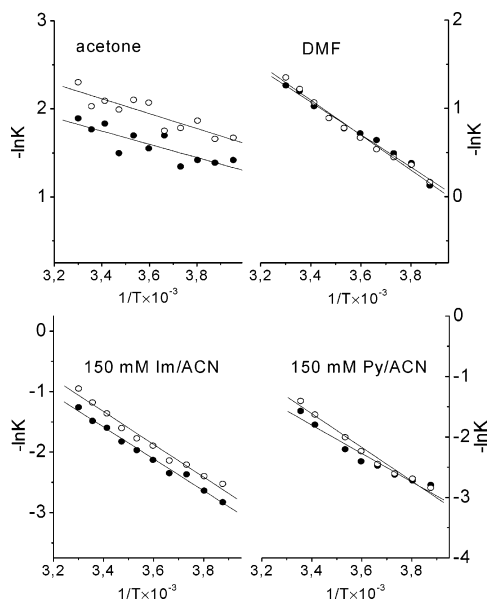 acetone
DMF
-lnK
3
2
1
2
1
0
-lnK
3,2 3,4 3,6 3,8
1/T×10⁻³
3,2 3,4 3,6 3,8
1/T×10⁻³
150 mM Im/ACN
150 mM Py/ACN
-lnK
0
-1
-2
-3
0
-1
-2
-3
-4
-lnK
3,2 3,4 3,6 3,8
1/T×10⁻³
3,2 3,4 3,6 3,8
1/T×10⁻³